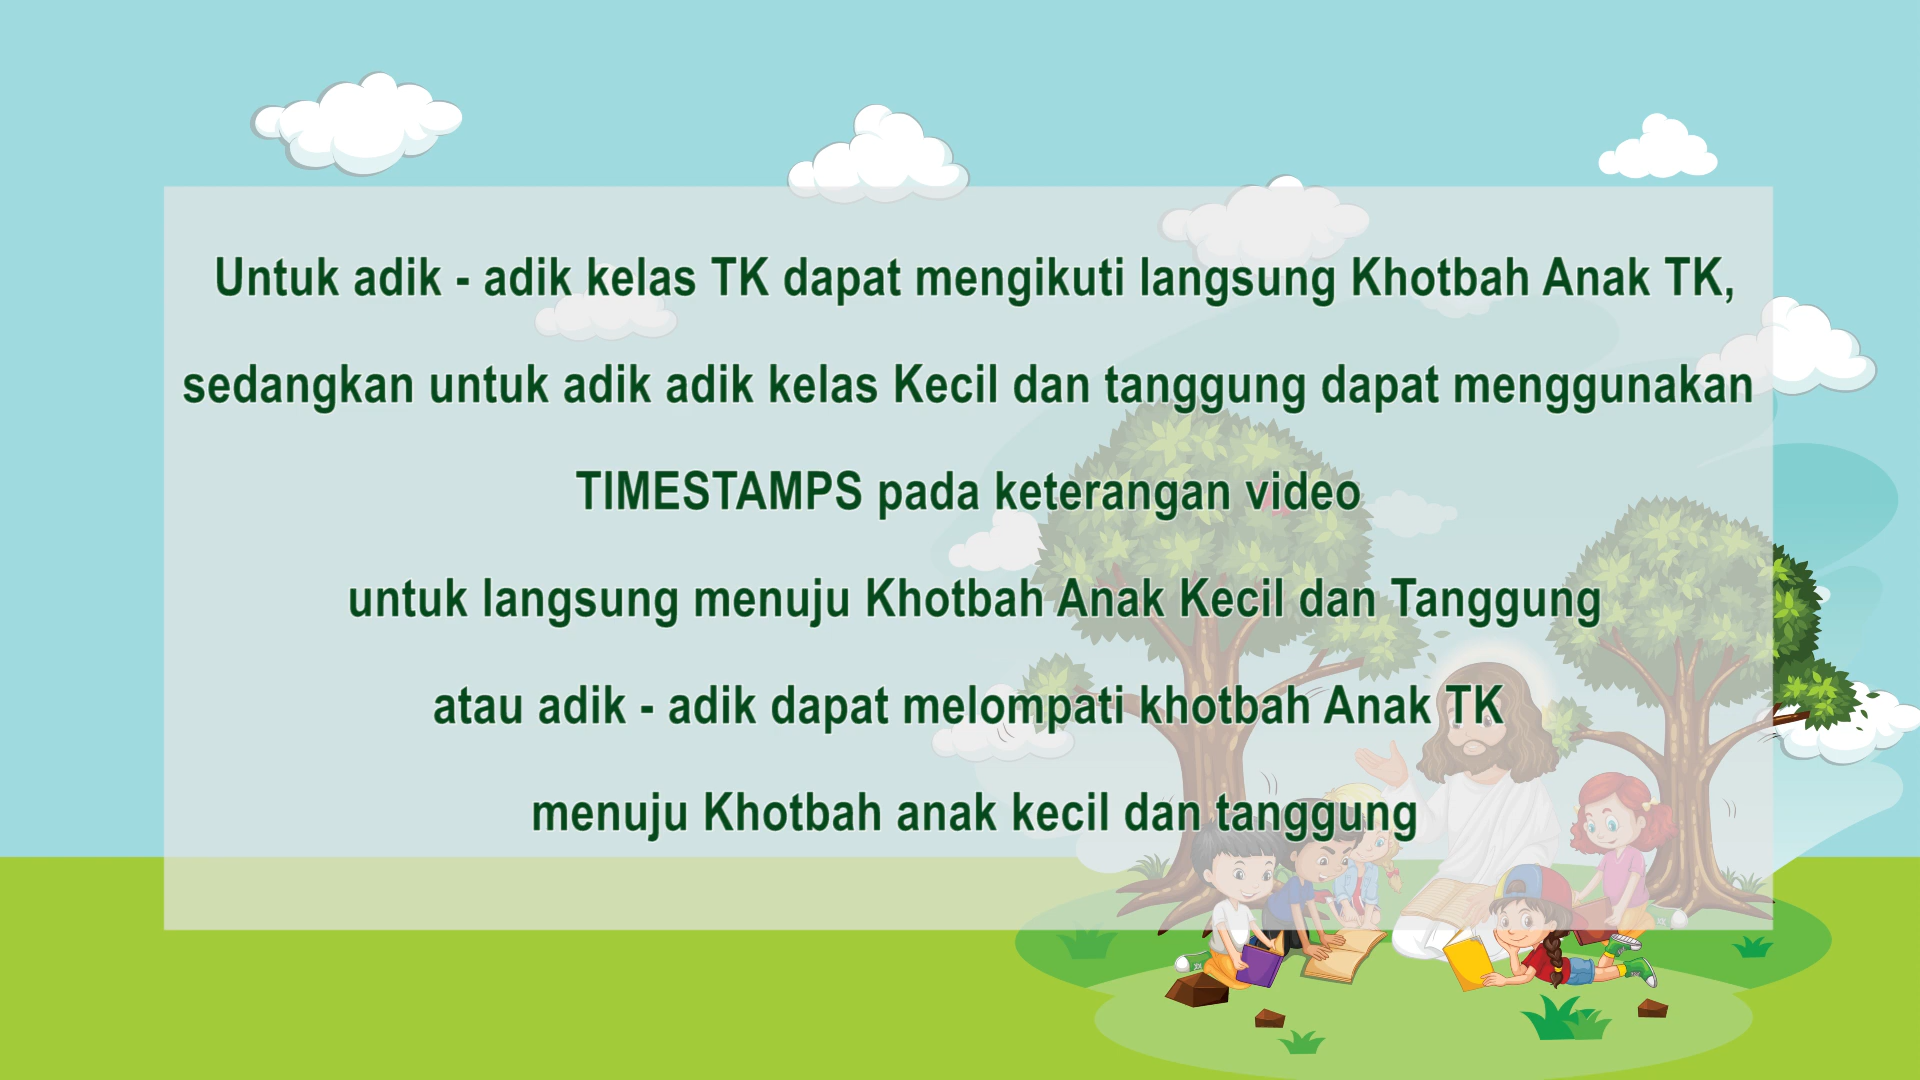 Untuk adik - adik kelas TK dapat mengikuti langsung Khotbah Anak TK,
sedangkan untuk adik adik kelas Kecil dan tanggung dapat menggunakan
TIMESTAMPS pada keterangan video
untuk langsung menuju Khotbah Anak Kecil dan Tanggung
atau adik - adik dapat melompati khotbah Anak TK
menuju Khotbah anak kecil dan tanggung